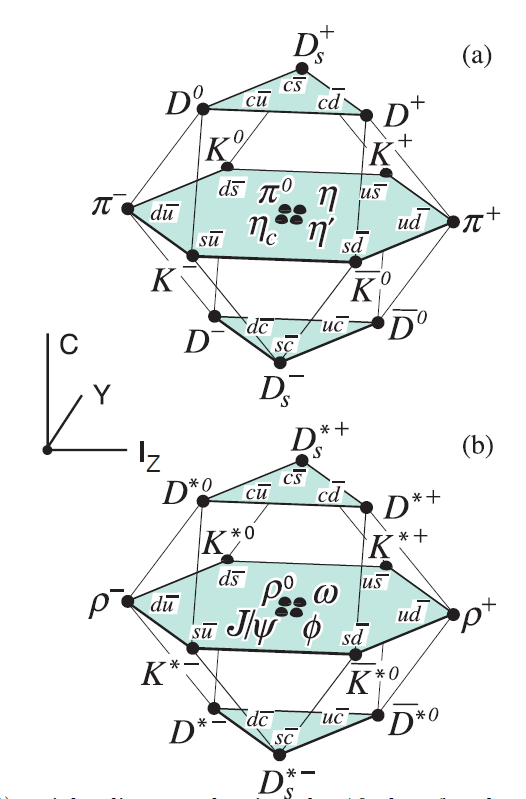 D_s^+
(a)
cs̄
D^0 cū cd̄ D^+
K^0 K^+
ds̄ π^0 η us̄
π^- dū ud̄ π^+
η_c η′
sū sd̄
K^- K̄^0
D^- dc̄ uc̄ D̄^0
sc̄
D_s^-
C
Y
I_Z
D_s^{*+}
(b)
cs̄
D^{*0} cū cd̄ D^{*+}
K^{*0} K^{*+}
ds̄ ρ^0 ω us̄
ρ^- dū ud̄ ρ^+
J/ψ ϕ
sū sd̄
K^{*-} K̄^{*0}
D^{*-} dc̄ uc̄ D̄^{*0}
sc̄
D_s^{*-}